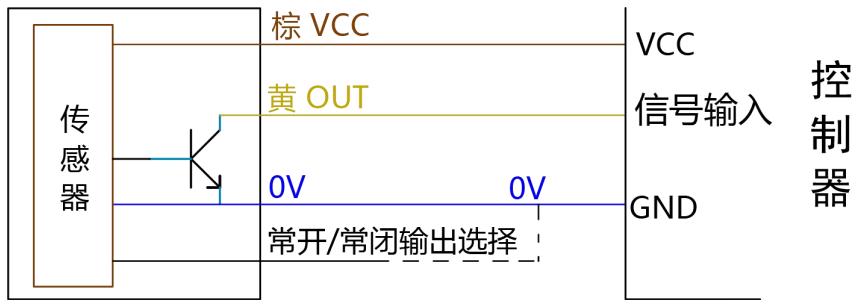 棕 VCC
VCC
黄 OUT
信号输入
传感器
控制器
0V
0V
GND
常开/常闭输出选择